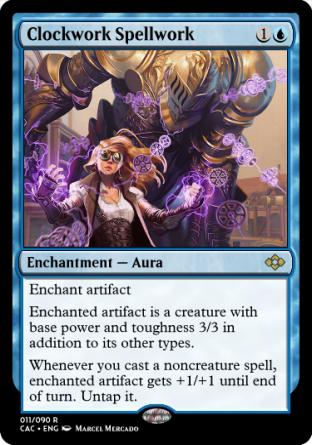 Clockwork Spellwork 1
Enchantment — Aura
Enchant artifact
Enchanted artifact is a creature with
base power and toughness 3/3 in
addition to its other types.
Whenever you cast a noncreature spell,
enchanted artifact gets +1/+1 until end
of turn. Untap it.
011/090 R
CAC • ENG Marcel Mercado